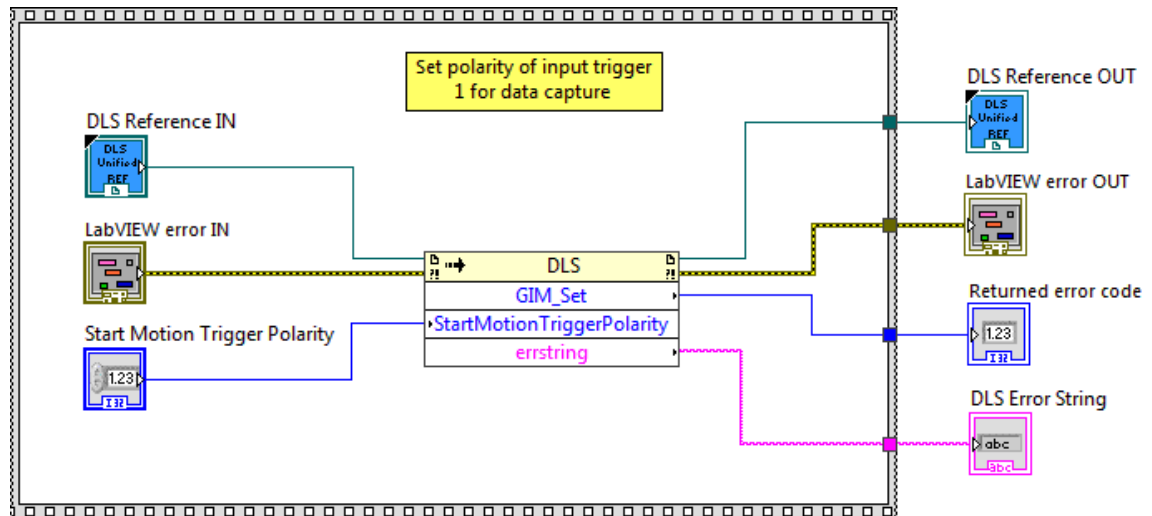 Set polarity of input trigger
1 for data capture
DLS Reference OUT
DLS
Unified
REF
DLS Reference IN
DLS
Unified
REF
LabVIEW error OUT
LabVIEW error IN
?! DLS ?!
GIM_Set
StartMotionTriggerPolarity
errstring
Returned error code
1.23
I32
Start Motion Trigger Polarity
1.23
I32
DLS Error String
abc
abc